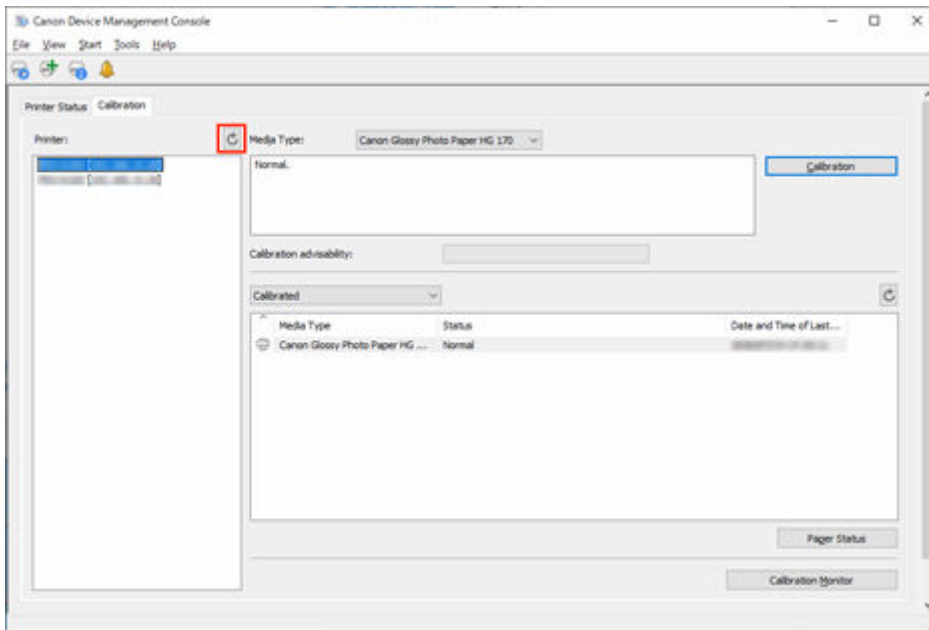 Canon Device Management Console
File View Start Tools Help
Printer Status Calibration
Printer: Media Type: Canon Glossy Photo Paper HG 170
Normal. Calibration
Calibration advisability:
Calibrated
Media Type Status Date and Time of Last...
Canon Glossy Photo Paper HG .... Normal
Paper Status
Calibration Monitor